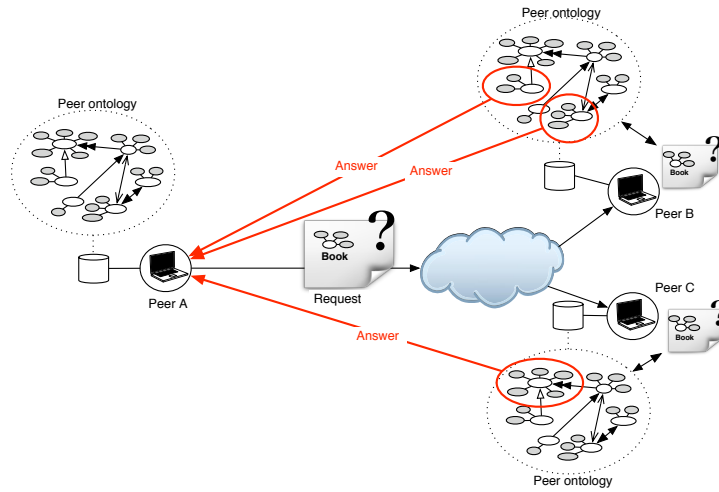 Peer ontology
Peer ontology
Answer
Answer
?
Book
Peer B
?
Book
Peer A
Request
Peer C
?
Book
Answer
Peer ontology